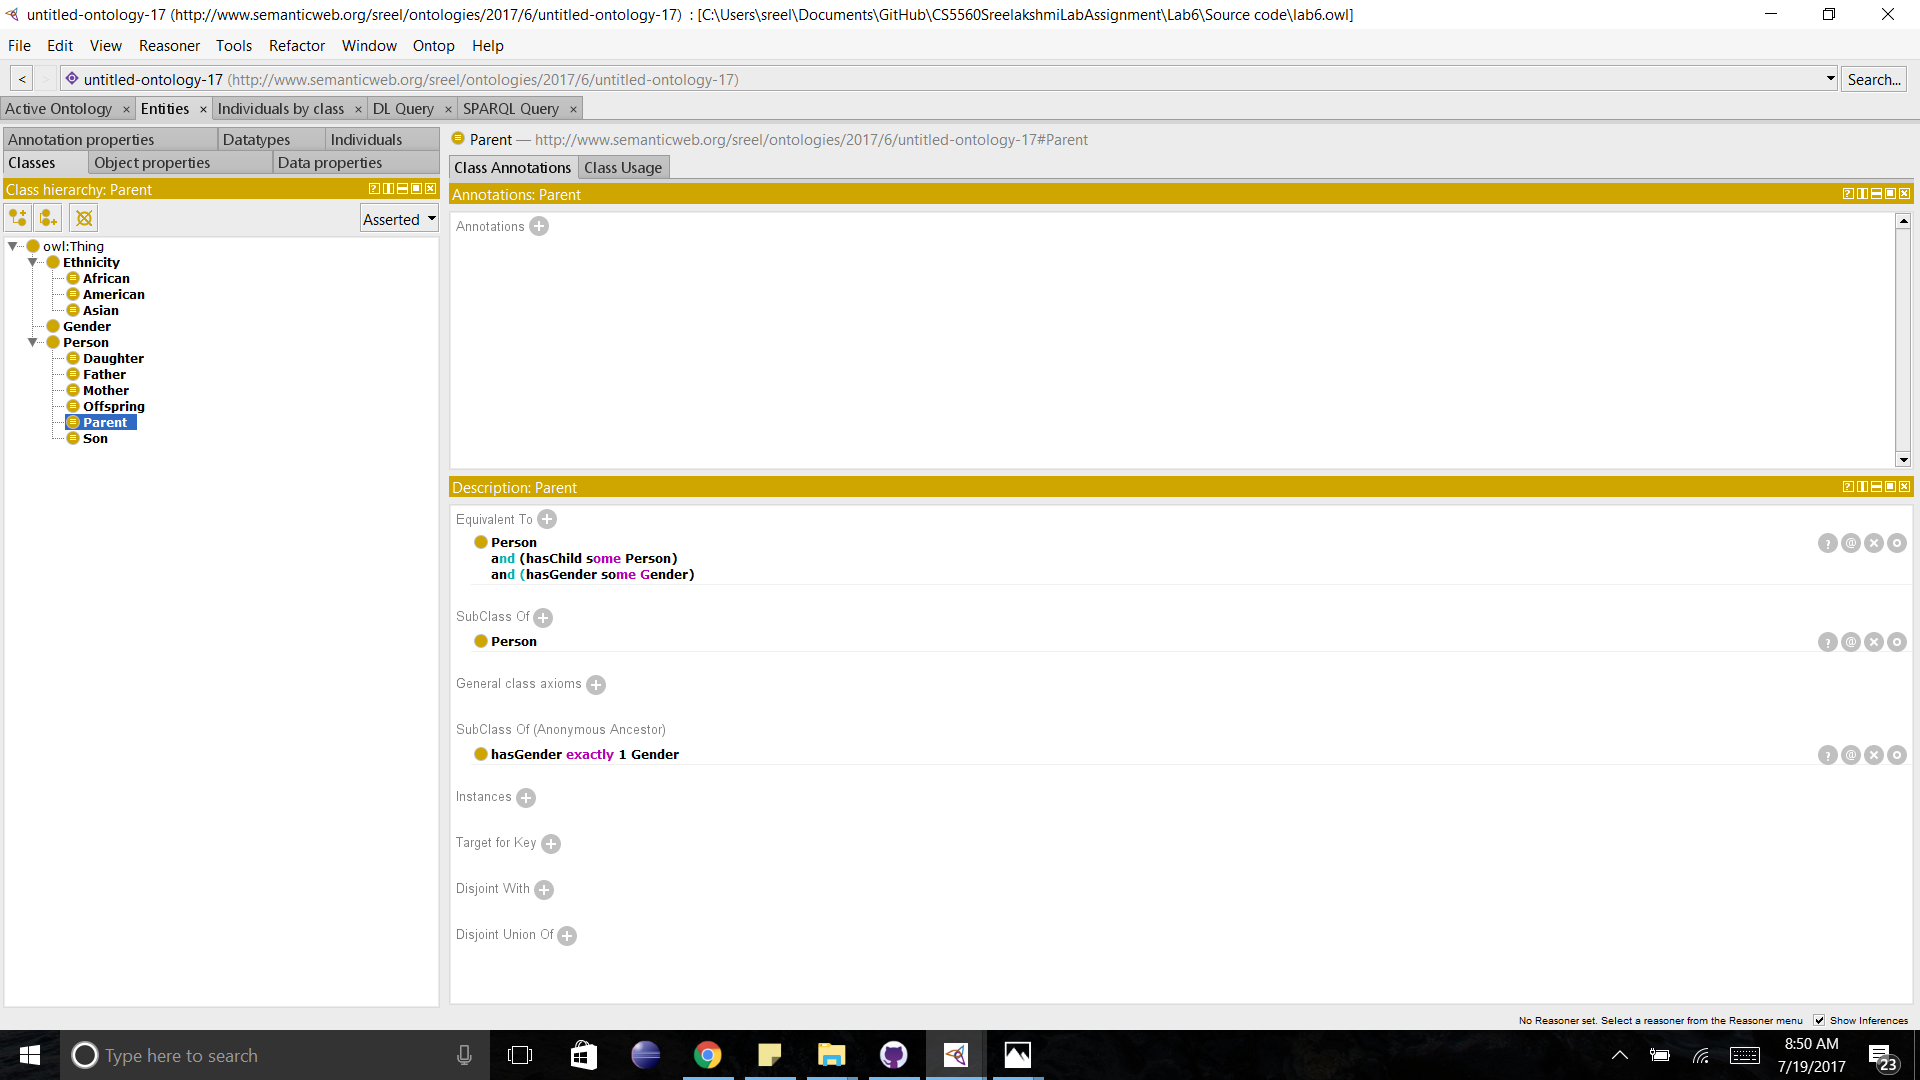 untitled-ontology-17 (http://www.semanticweb.org/sreel/ontologies/2017/6/untitled-ontology-17) : [C:\Users\sreel\Documents\GitHub\CS5560SreelakshmiLabAssignment\Lab6\Source code\lab6.owl]
File Edit View Reasoner Tools Refactor Window Ontop Help
< > untitled-ontology-17 (http://www.semanticweb.org/sreel/ontologies/2017/6/untitled-ontology-17) Search...
Active Ontology × Entities × Individuals by class × DL Query × SPARQL Query ×
Annotation properties Datatypes Individuals
Classes Object properties Data properties
Class hierarchy: Parent
Asserted
owl:Thing
Ethnicity
African
American
Asian
Gender
Person
Daughter
Father
Mother
Offspring
Parent
Son
Parent — http://www.semanticweb.org/sreel/ontologies/2017/6/untitled-ontology-17#Parent
Class Annotations Class Usage
Annotations: Parent
Annotations
Description: Parent
Equivalent To
Person
and (hasChild some Person)
and (hasGender some Gender)
SubClass Of
Person
General class axioms
SubClass Of (Anonymous Ancestor)
hasGender exactly 1 Gender
Instances
Target for Key
Disjoint With
Disjoint Union Of
No Reasoner set. Select a reasoner from the Reasoner menu Show Inferences
Type here to search
8:50 AM
7/19/2017
23